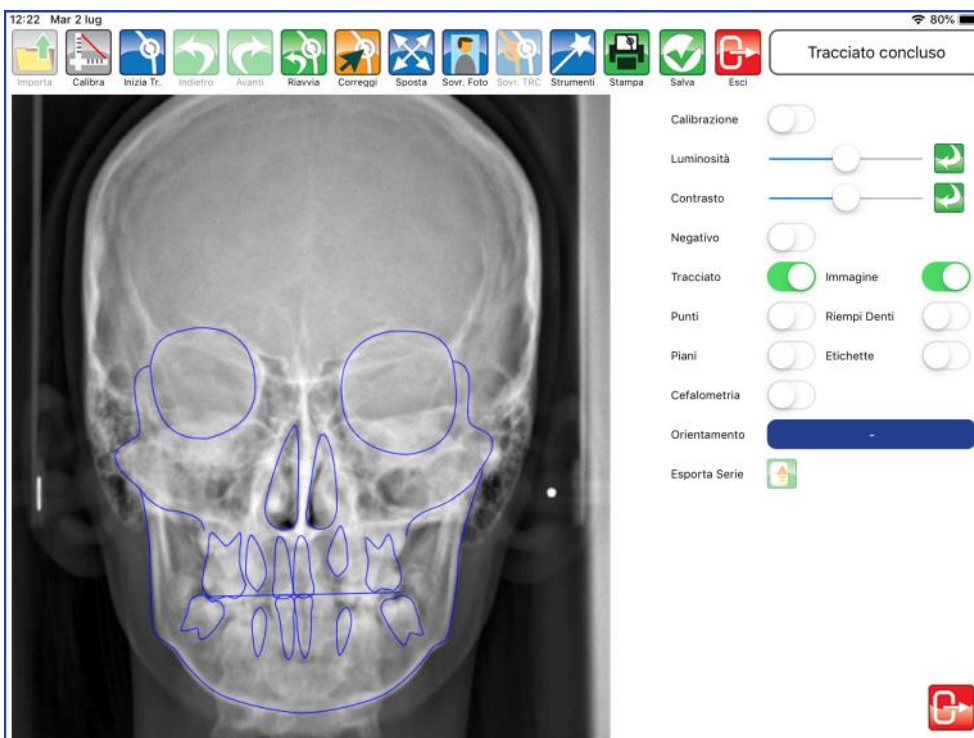 12:22 Mar 2 lug 80%
Importa Calibra Inizia Tr. Indietro Avanti Riavvia Correggi Sposta Sovr. Foto Sovr. TRC Strumenti Stampa Salva Esci
Tracciato concluso
Calibrazione
Luminosità
Contrasto
Negativo
Tracciato Immagine
Punti Riempi Denti
Piani Etichette
Cefalometria
Orientamento -
Esporta Serie